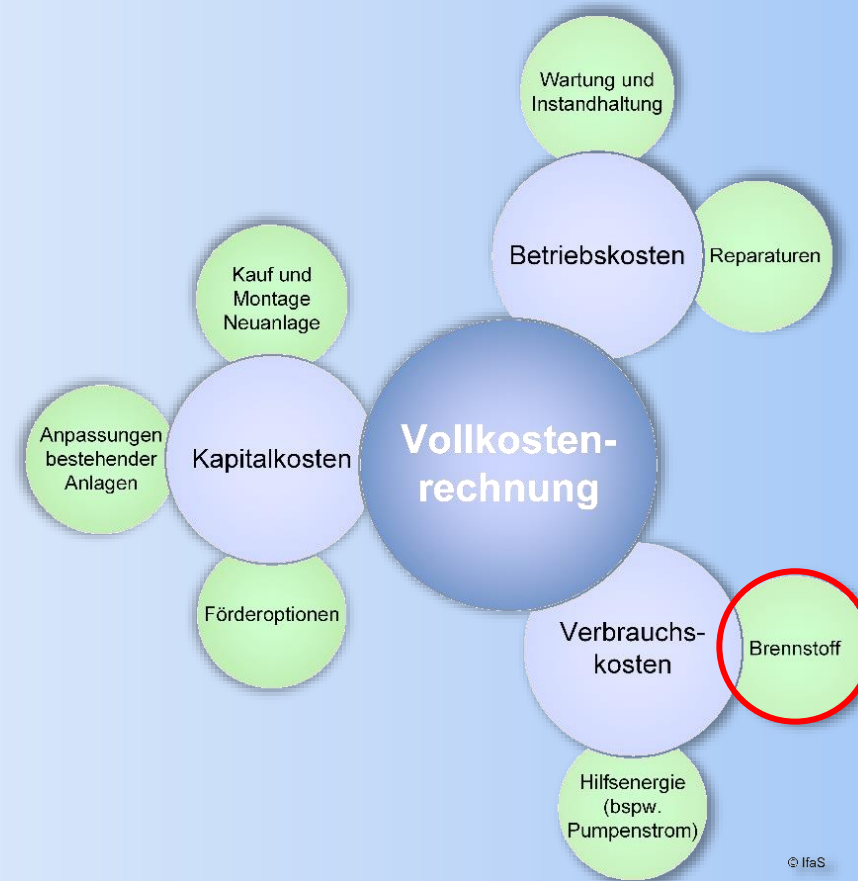 Wartung und
Instandhaltung
Betriebskosten
Reparaturen
Kauf und
Montage
Neuanlage
Anpassungen
bestehender
Anlagen
Kapitalkosten
Vollkosten-
rechnung
Förderoptionen
Verbrauchs-
kosten
Brennstoff
Hilfsenergie
(bspw.
Pumpenstrom)
© IfaS